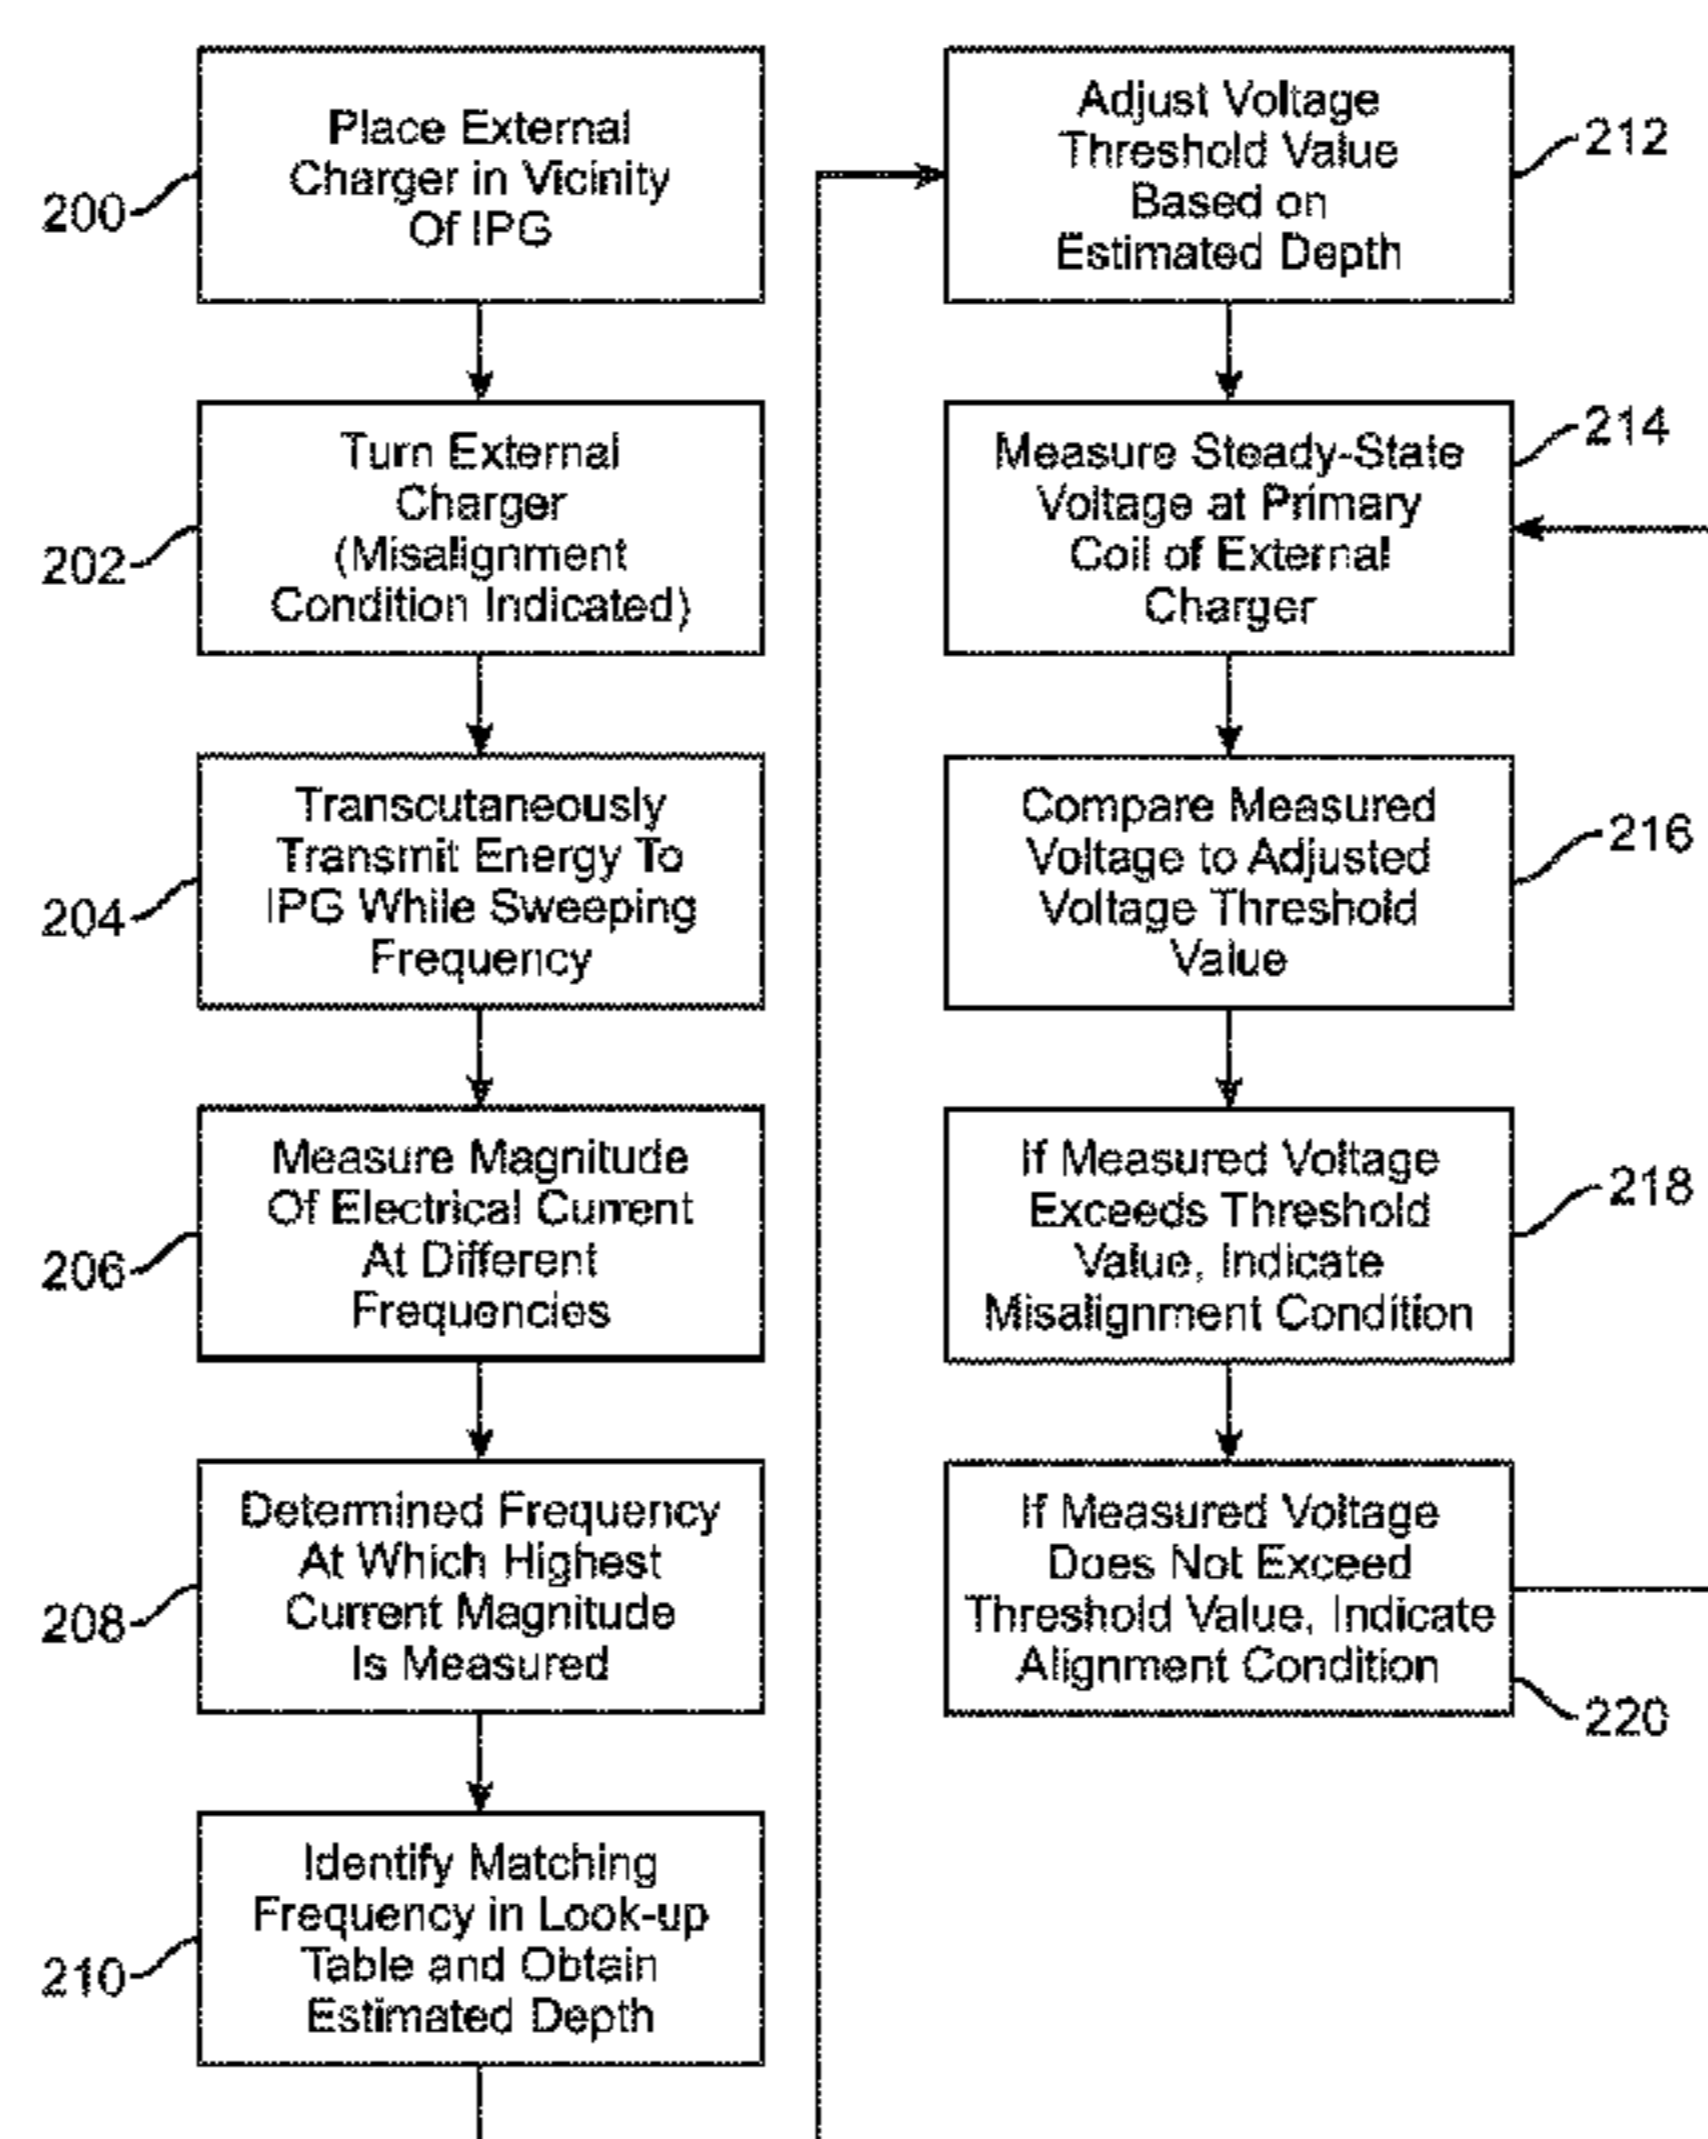 Place External
Charger in Vicinity
Of IPG
200
Turn External
Charger
(Misalignment
Condition Indicated)
202
Transcutaneously
Transmit Energy To
IPG While Sweeping
Frequency
204
Measure Magnitude
Of Electrical Current
At Different
Frequencies
206
Determined Frequency
At Which Highest
Current Magnitude
Is Measured
208
Identify Matching
Frequency in Look-up
Table and Obtain
Estimated Depth
210
Adjust Voltage
Threshold Value
Based on
Estimated Depth
212
Measure Steady-State
Voltage at Primary
Coil of External
Charger
214
Compare Measured
Voltage to Adjusted
Voltage Threshold
Value
216
If Measured Voltage
Exceeds Threshold
Value, Indicate
Misalignment Condition
218
If Measured Voltage
Does Not Exceed
Threshold Value, Indicate
Alignment Condition
220